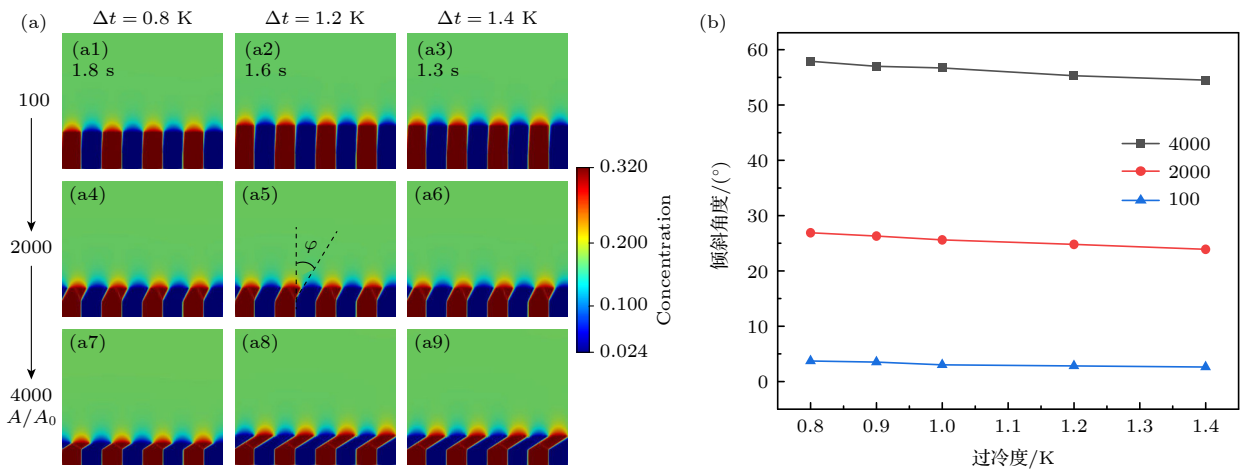 (a)
Δt = 0.8 K
Δt = 1.2 K
Δt = 1.4 K
(a1)
1.8 s
(a2)
1.6 s
(a3)
1.3 s
100
(a4)
(a5)
φ
(a6)
2000
(a7)
(a8)
(a9)
4000
A/A₀
0.320
0.200
0.100
0.024
Concentration
(b)
60
50
40
30
20
10
0
倾斜角度/(°)
4000
2000
100
0.8
0.9
1.0
1.1
1.2
1.3
1.4
过冷度/K